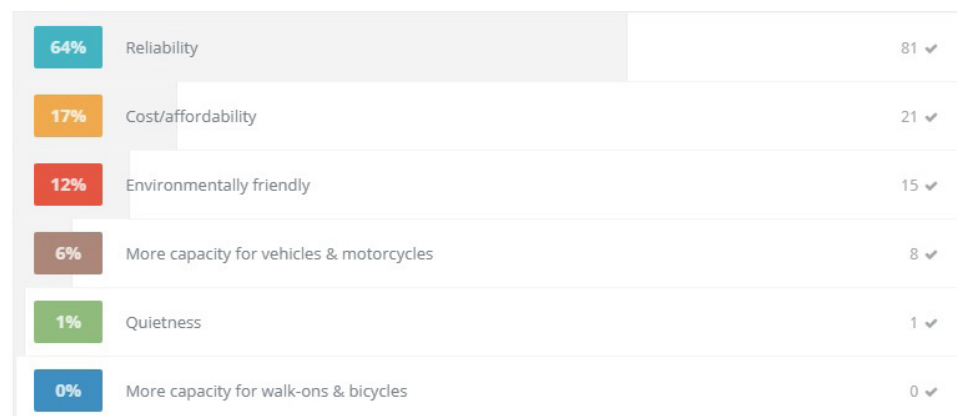 64% Reliability 81 ✔
17% Cost/affordability 21 ✔
12% Environmentally friendly 15 ✔
6% More capacity for vehicles & motorcycles 8 ✔
1% Quietness 1 ✔
0% More capacity for walk-ons & bicycles 0 ✔